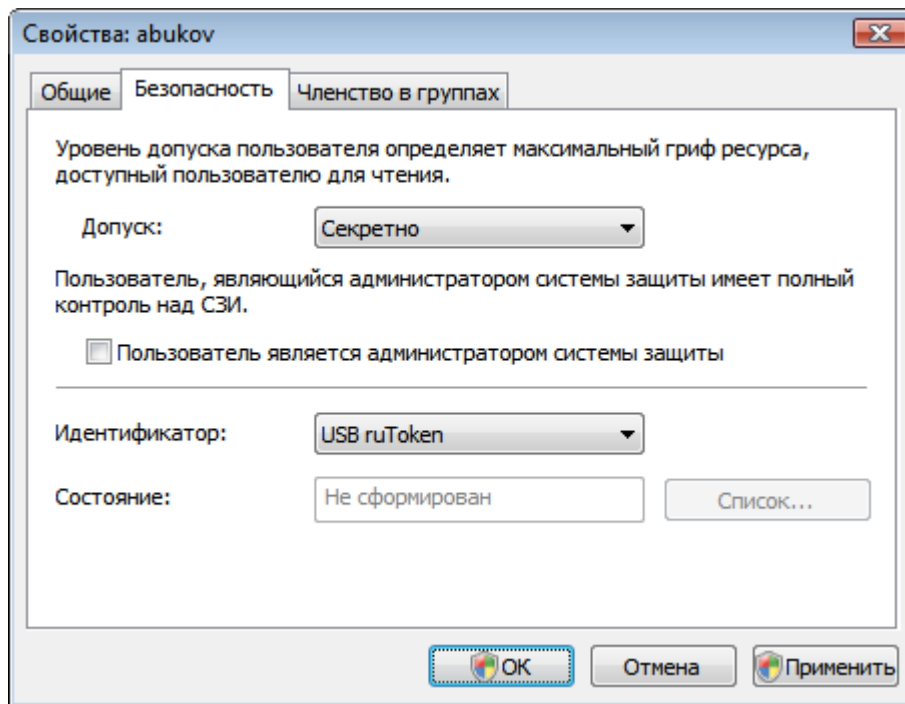 Свойства: abukov
Общие
Безопасность
Членство в группах
Уровень допуска пользователя определяет максимальный гриф ресурса,
доступный пользователю для чтения.
Допуск:
Секретно
Пользователь, являющийся администратором системы защиты имеет полный
контроль над СЗИ.
Пользователь является администратором системы защиты
Идентификатор:
USB ruToken
Состояние:
Не сформирован
Список...
ОК
Отмена
Применить